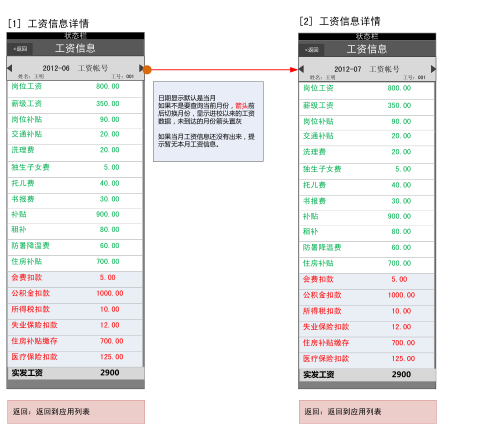 [1] 工资信息详情
状态栏
<返回 工资信息
2012-06 工资帐号
姓名：王明 工号：001
岗位工资 800.00
薪级工资 350.00
岗位补贴 90.00
交通补贴 20.00
洗理费 20.00
独生子女费 5.00
托儿费 40.00
书报费 30.00
补贴 900.00
租补 80.00
防暑降温费 60.00
住房补贴 700.00
会费扣款 5.00
公积金扣款 1000.00
所得税扣款 10.00
失业保险扣款 12.00
住房补贴缴存 700.00
医疗保险扣款 125.00
实发工资 2900
返回：返回到应用列表
日期显示默认是当月
如果不是要查询当前月份，箭头前
后切换月份，显示进校以来的工资
数据，未到达的月份箭头置灰
如果当月工资信息还没有出来，提
示暂无本月工资信息。
[2] 工资信息详情
状态栏
<返回 工资信息
2012-07 工资帐号
姓名：王明 工号：001
岗位工资 800.00
薪级工资 350.00
岗位补贴 90.00
交通补贴 20.00
洗理费 20.00
独生子女费 5.00
托儿费 40.00
书报费 30.00
补贴 900.00
租补 80.00
防暑降温费 60.00
住房补贴 700.00
会费扣款 5.00
公积金扣款 1000.00
所得税扣款 10.00
失业保险扣款 12.00
住房补贴缴存 700.00
医疗保险扣款 125.00
实发工资 2900
返回：返回到应用列表